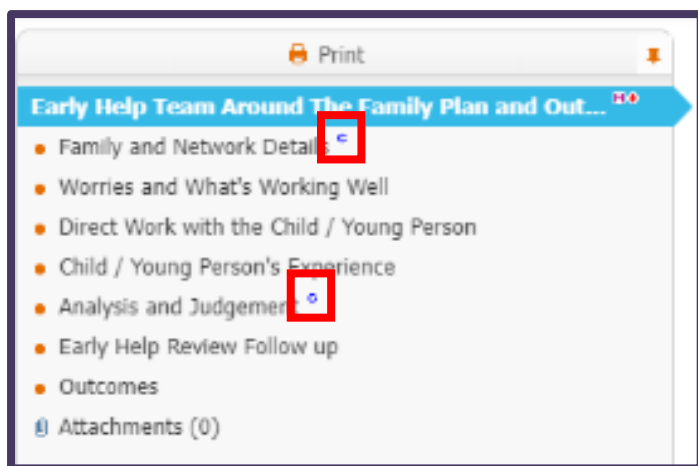 Print
Early Help Team Around The Family Plan and Out... H
Family and Network Details C
Worries and What's Working Well
Direct Work with the Child / Young Person
Child / Young Person's Experience
Analysis and Judgement
Early Help Review Follow up
Outcomes
Attachments (0)